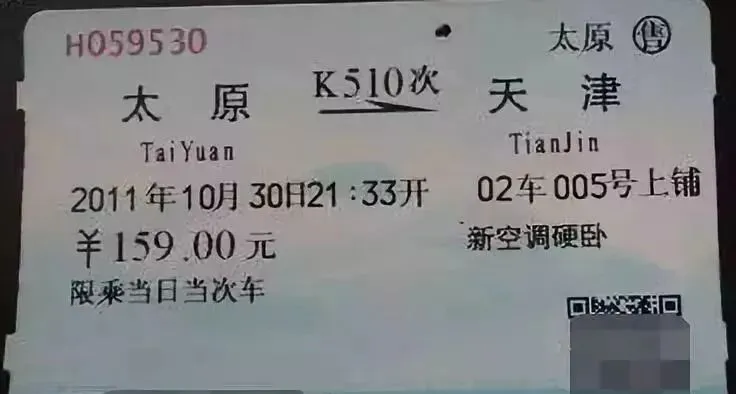 H059530 太原 售
太原 K510次 天津
TaiYuan TianJin
2011年10月30日21:33开 02车005号上铺
￥159.00元 新空调硬卧
限乘当日当次车